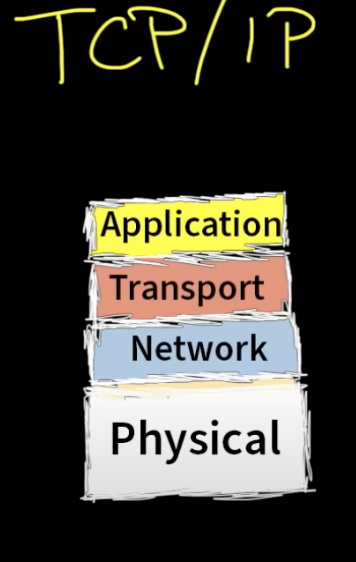 TCP/IP
Application
Transport
Network
Physical